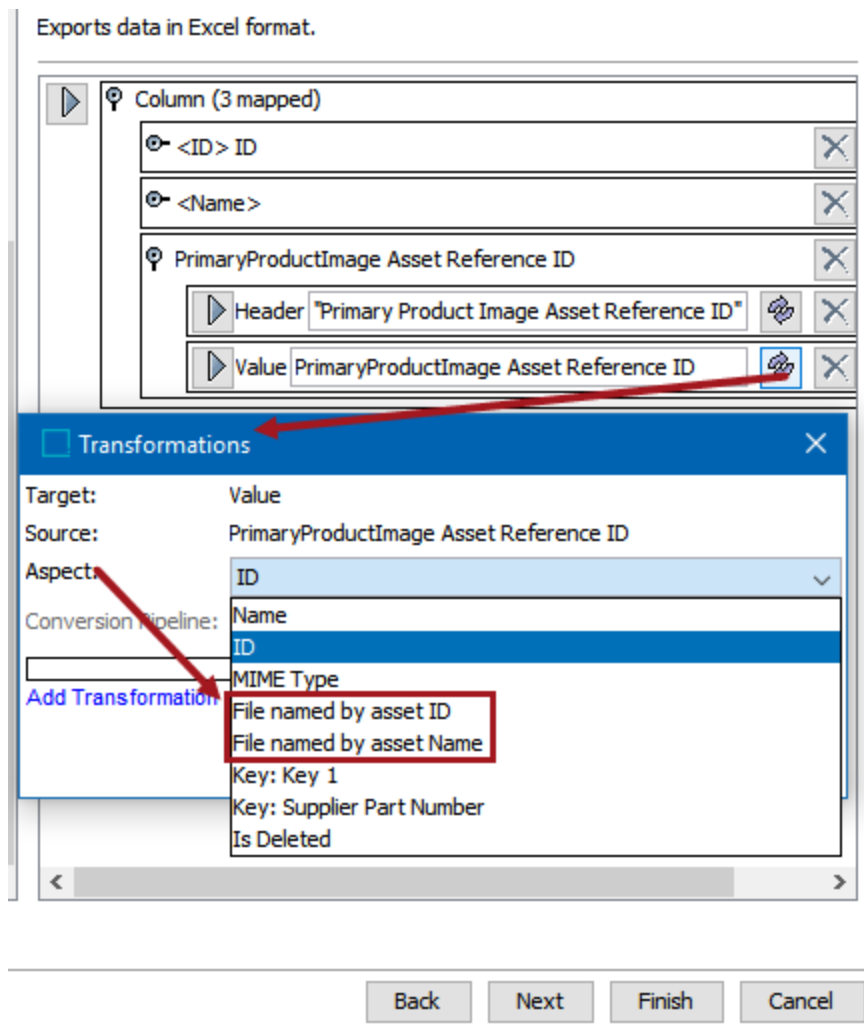 Exports data in Excel format.
Column (3 mapped)
<ID> ID
<Name>
PrimaryProductImage Asset Reference ID
Header "Primary Product Image Asset Reference ID"
Value PrimaryProductImage Asset Reference ID
Transformations
Target: Value
Source: PrimaryProductImage Asset Reference ID
Aspect: ID
Conversion Pipeline: Name
ID
MIME Type
Add Transformation File named by asset ID
File named by asset Name
Key: Key 1
Key: Supplier Part Number
Is Deleted
Back Next Finish Cancel